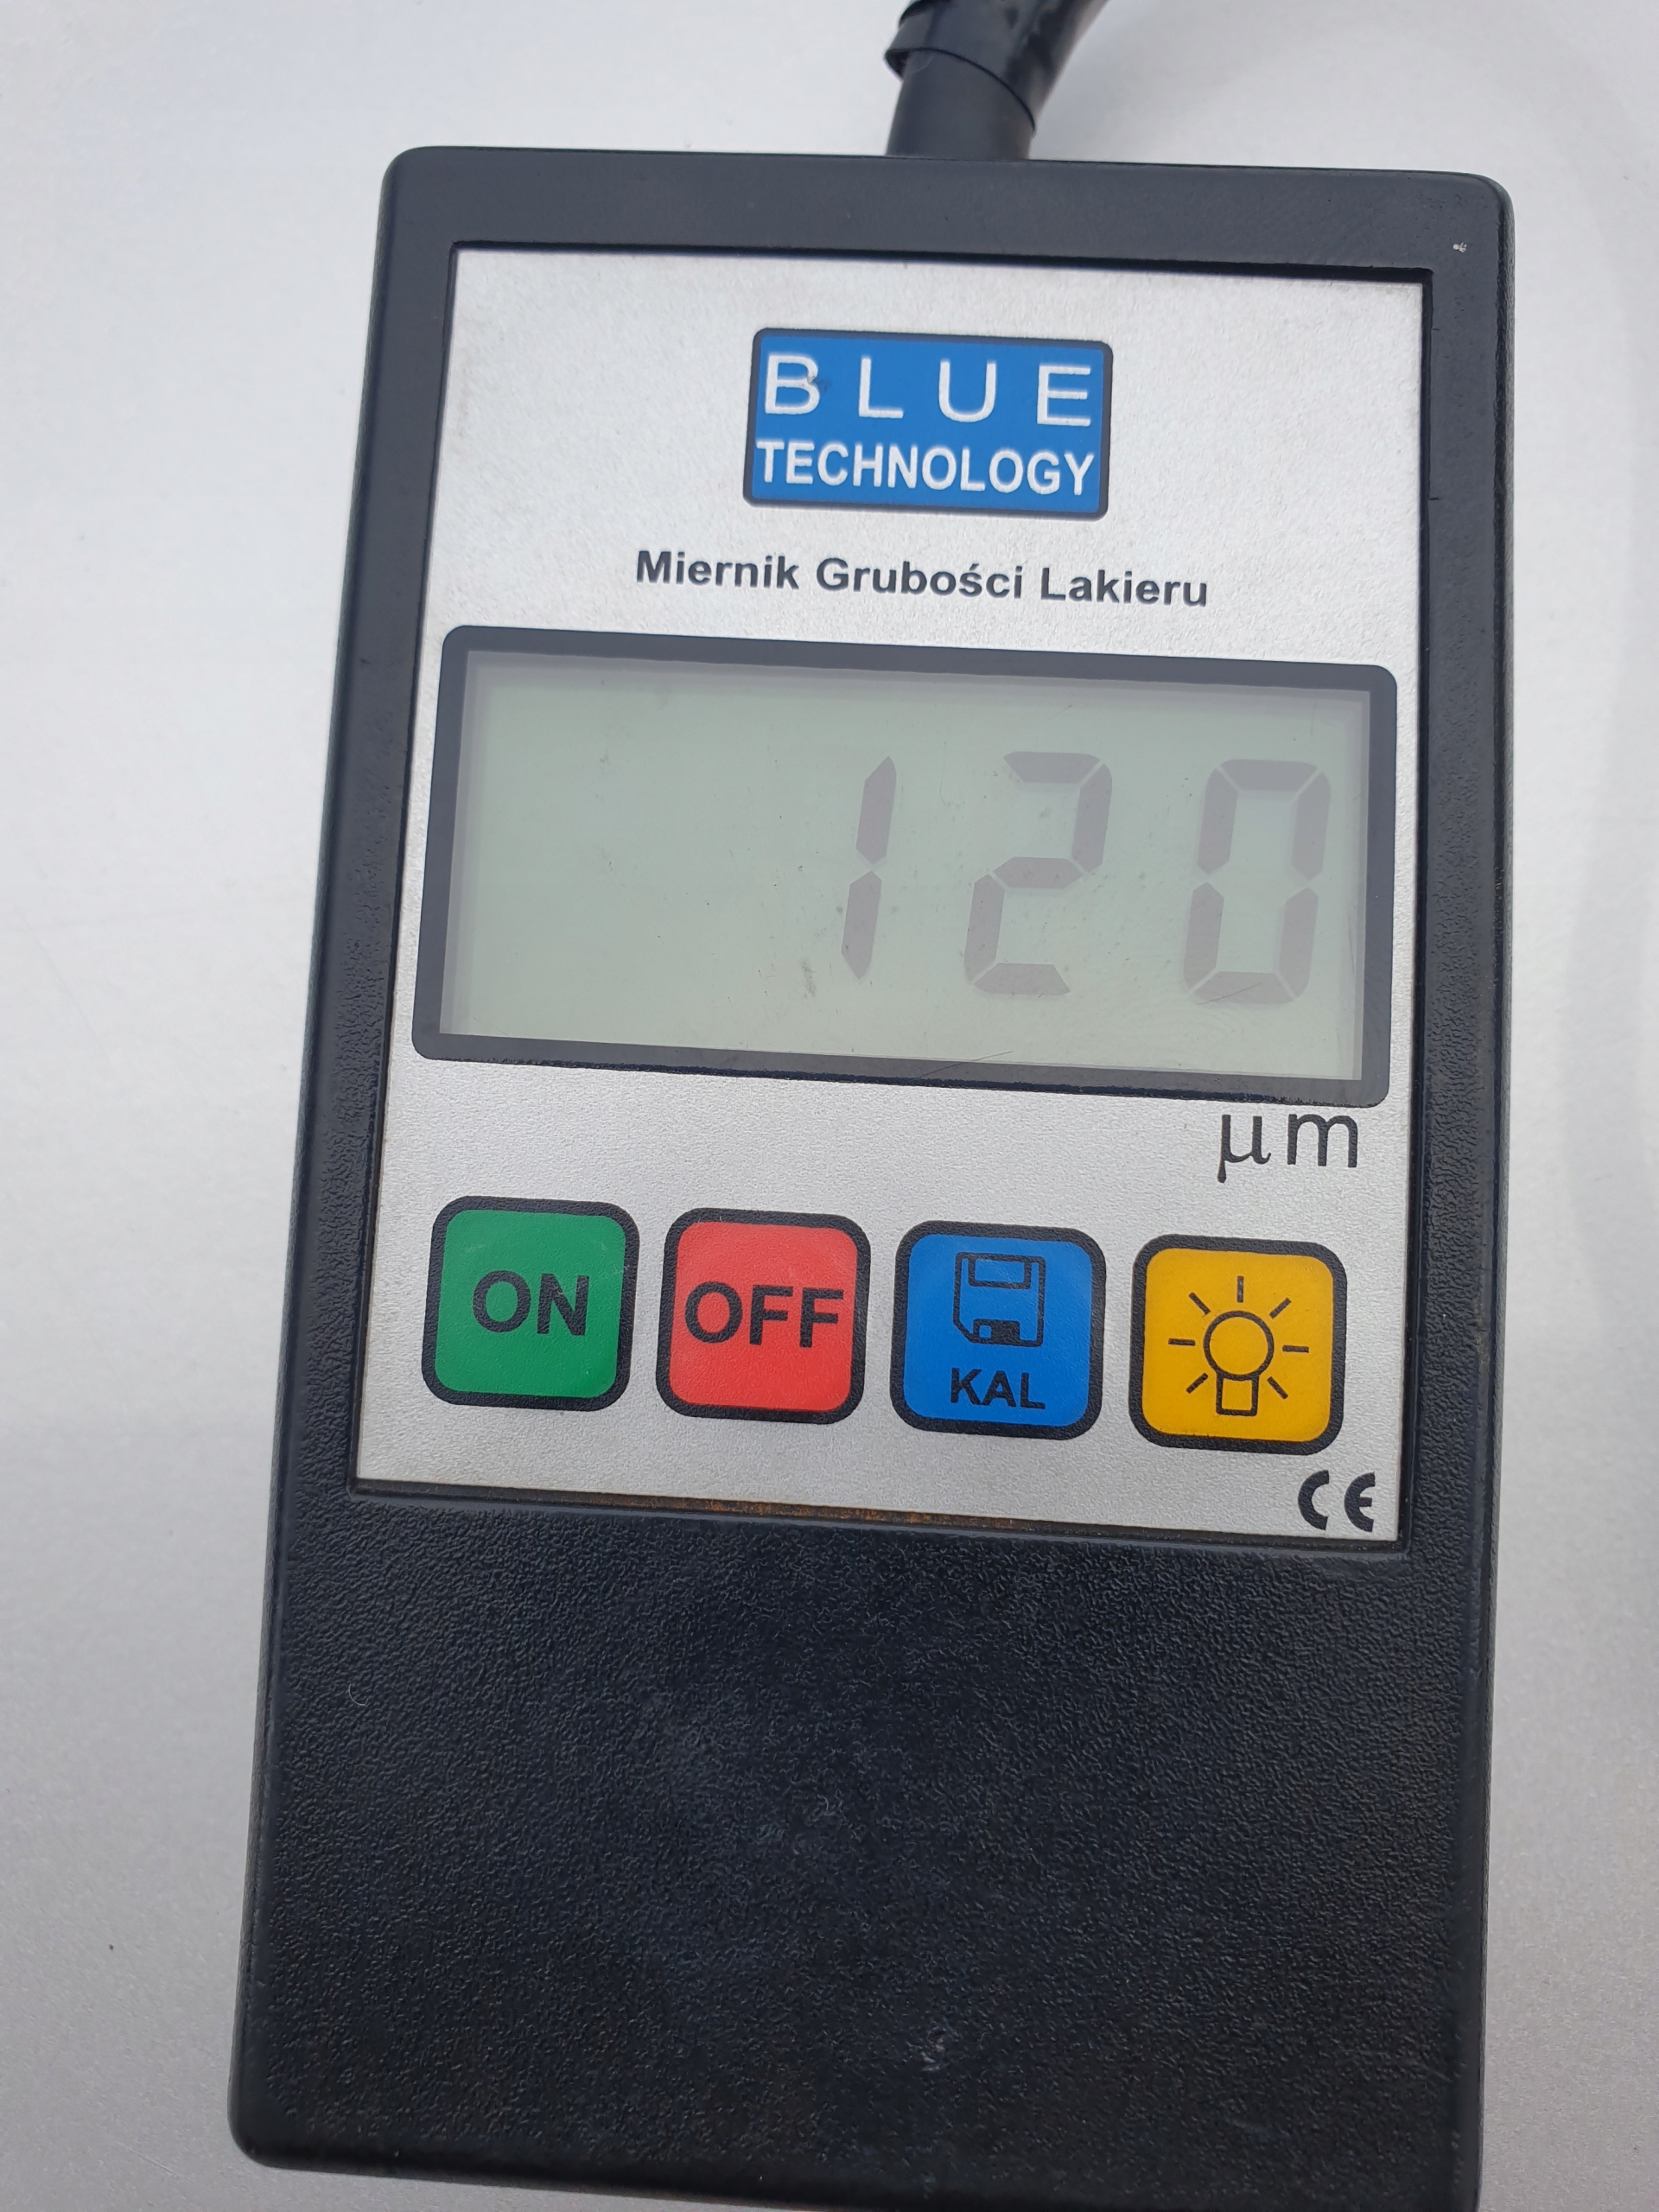 BLUE
TECHNOLOGY
Miernik Grubości Lakieru
120
μm
ON
OFF
KAL
CE